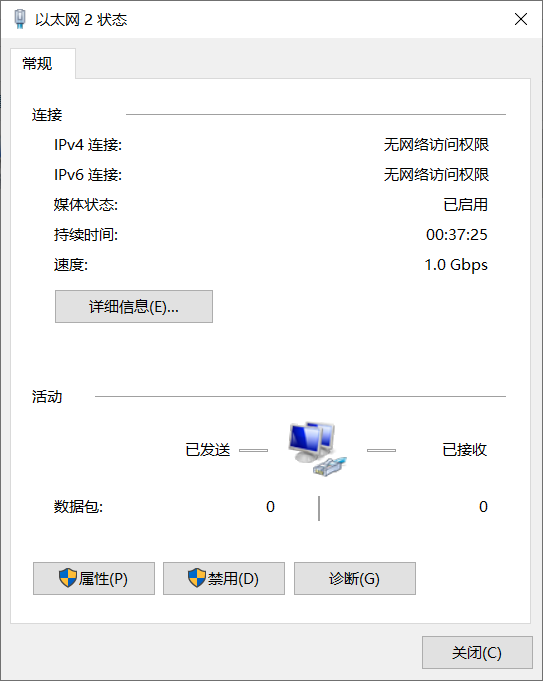 以太网 2 状态
常规
连接
IPv4 连接: 无网络访问权限
IPv6 连接: 无网络访问权限
媒体状态: 已启用
持续时间: 00:37:25
速度: 1.0 Gbps
详细信息(E)...
活动
已发送 已接收
数据包: 0 0
属性(P) 禁用(D) 诊断(G)
关闭(C)